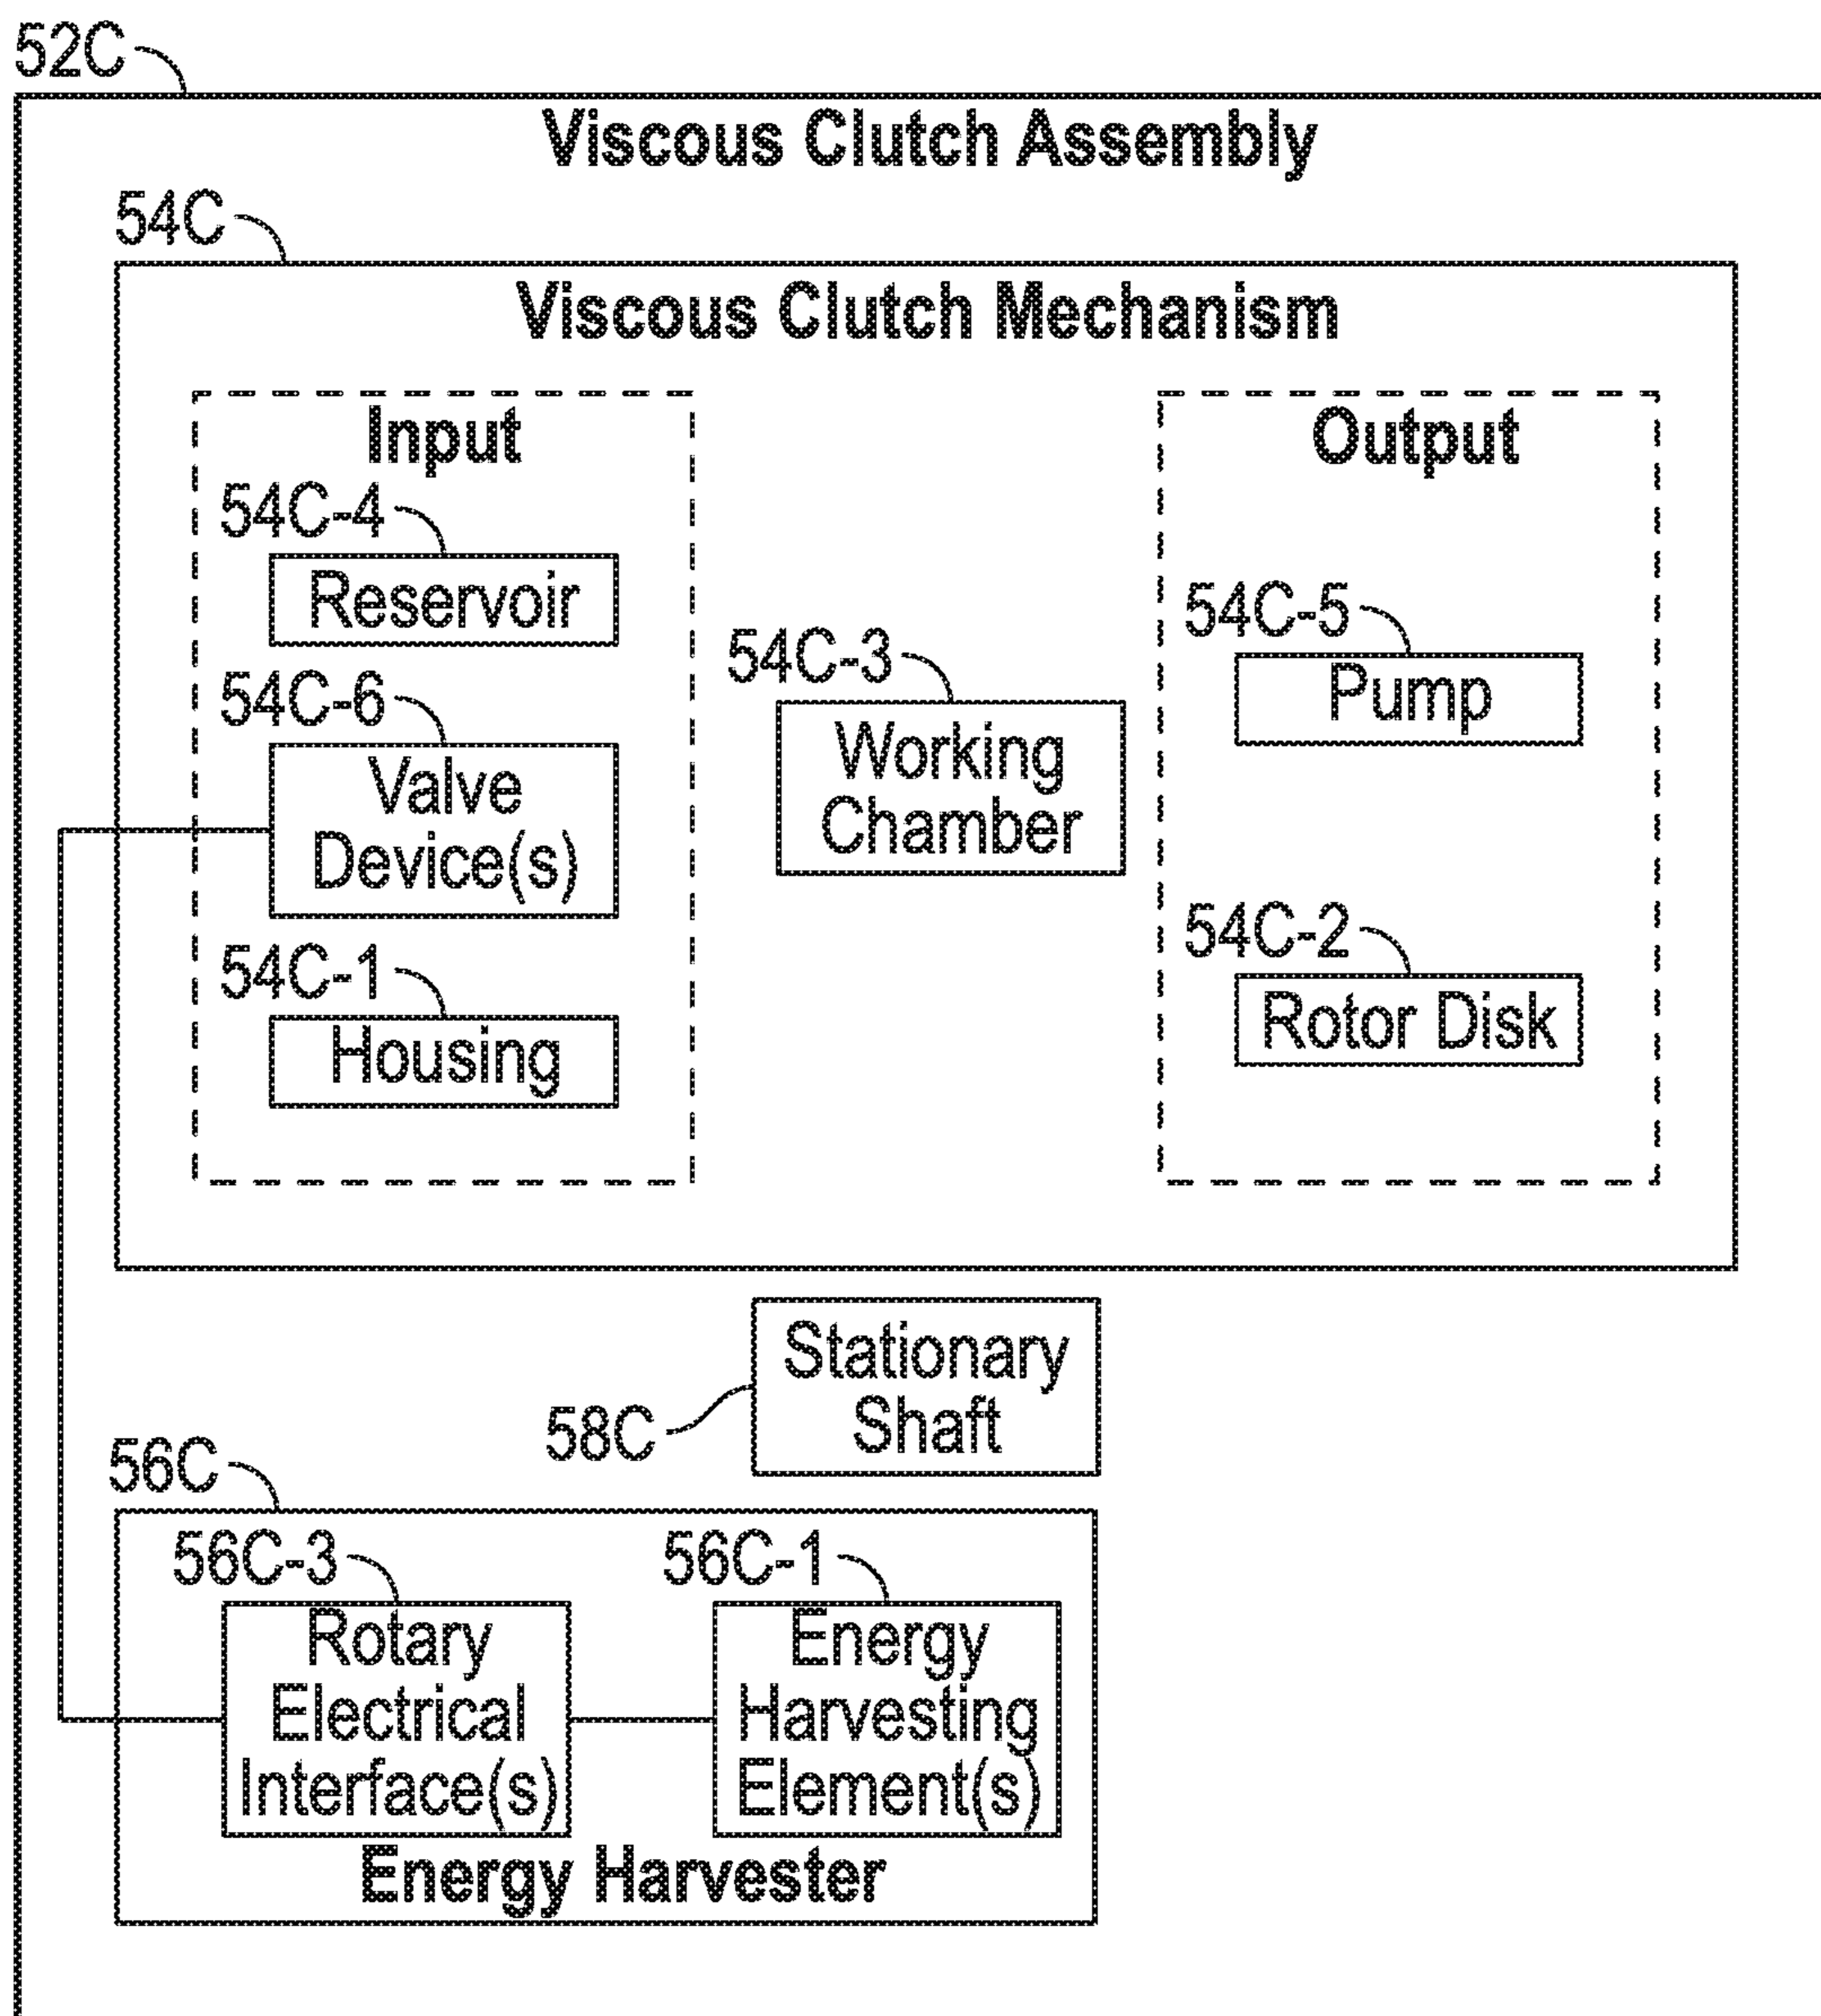 52C
Viscous Clutch Assembly
54C
Viscous Clutch Mechanism
Input
54C-4
Reservoir
54C-6
Valve
Device(s)
54C-1
Housing
54C-3
Working
Chamber
Output
54C-5
Pump
54C-2
Rotor Disk
Stationary
Shaft
58C
56C
56C-3
Rotary
Electrical
Interface(s)
56C-1
Energy
Harvesting
Element(s)
Energy Harvester